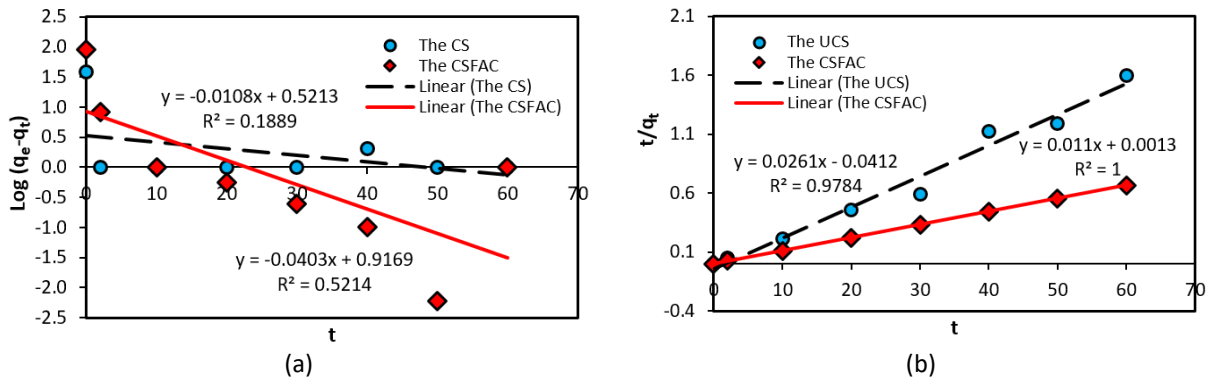 2.5
2.0
1.5
1.0
0.5
0.0
-0.5
-1.0
-1.5
-2.0
-2.5
Log (qe-qt)
0 10 20 30 40 50 60 70
t
The CS
The CSFAC
Linear (The CS)
Linear (The CSFAC)
y = -0.0108x + 0.5213
R² = 0.1889
y = -0.0403x + 0.9169
R² = 0.5214
(a)
2.1
1.6
1.1
0.6
0.1
-0.4
t/qt
0 10 20 30 40 50 60 70
t
The UCS
The CSFAC
Linear (The UCS)
Linear (The CSFAC)
y = 0.0261x - 0.0412
R² = 0.9784
y = 0.011x + 0.0013
R² = 1
(b)